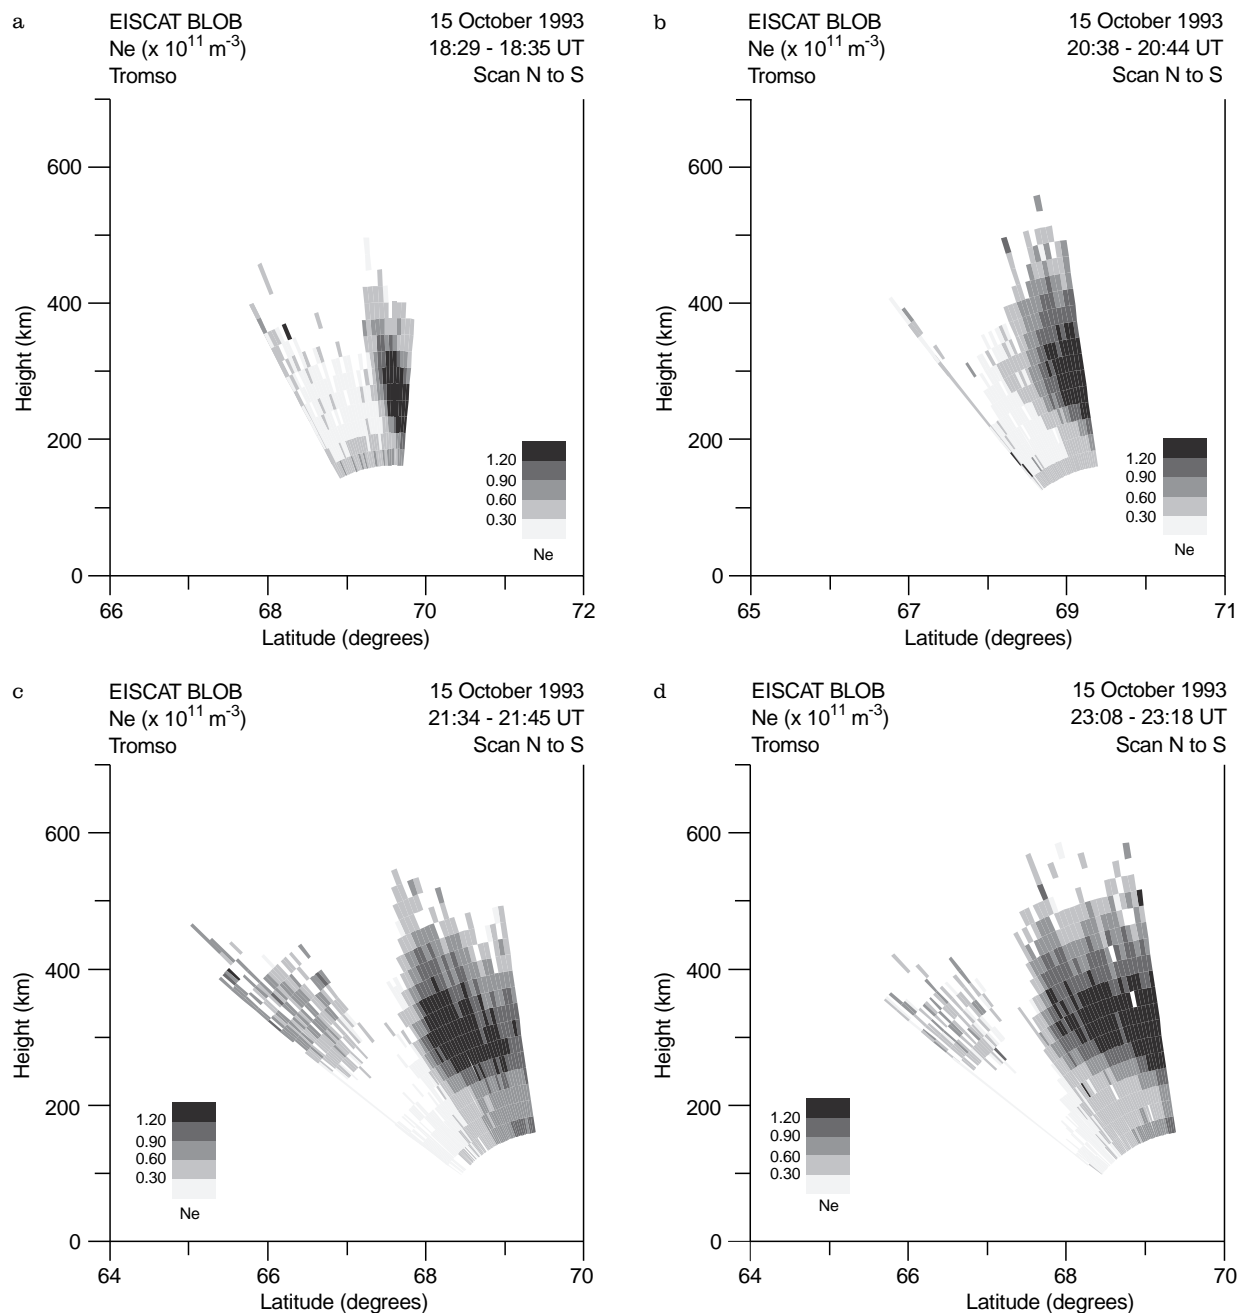 a
EISCAT BLOB
15 October 1993
Ne (x 10^11 m^-3)
18:29 - 18:35 UT
Tromso
Scan N to S
600
400
200
0
Height (km)
1.20
0.90
0.60
0.30
Ne
66
68
70
72
Latitude (degrees)
b
EISCAT BLOB
15 October 1993
Ne (x 10^11 m^-3)
20:38 - 20:44 UT
Tromso
Scan N to S
600
400
200
0
Height (km)
1.20
0.90
0.60
0.30
Ne
65
67
69
71
Latitude (degrees)
c
EISCAT BLOB
15 October 1993
Ne (x 10^11 m^-3)
21:34 - 21:45 UT
Tromso
Scan N to S
600
400
200
0
Height (km)
1.20
0.90
0.60
0.30
Ne
64
66
68
70
Latitude (degrees)
d
EISCAT BLOB
15 October 1993
Ne (x 10^11 m^-3)
23:08 - 23:18 UT
Tromso
Scan N to S
600
400
200
0
Height (km)
1.20
0.90
0.60
0.30
Ne
64
66
68
70
Latitude (degrees)